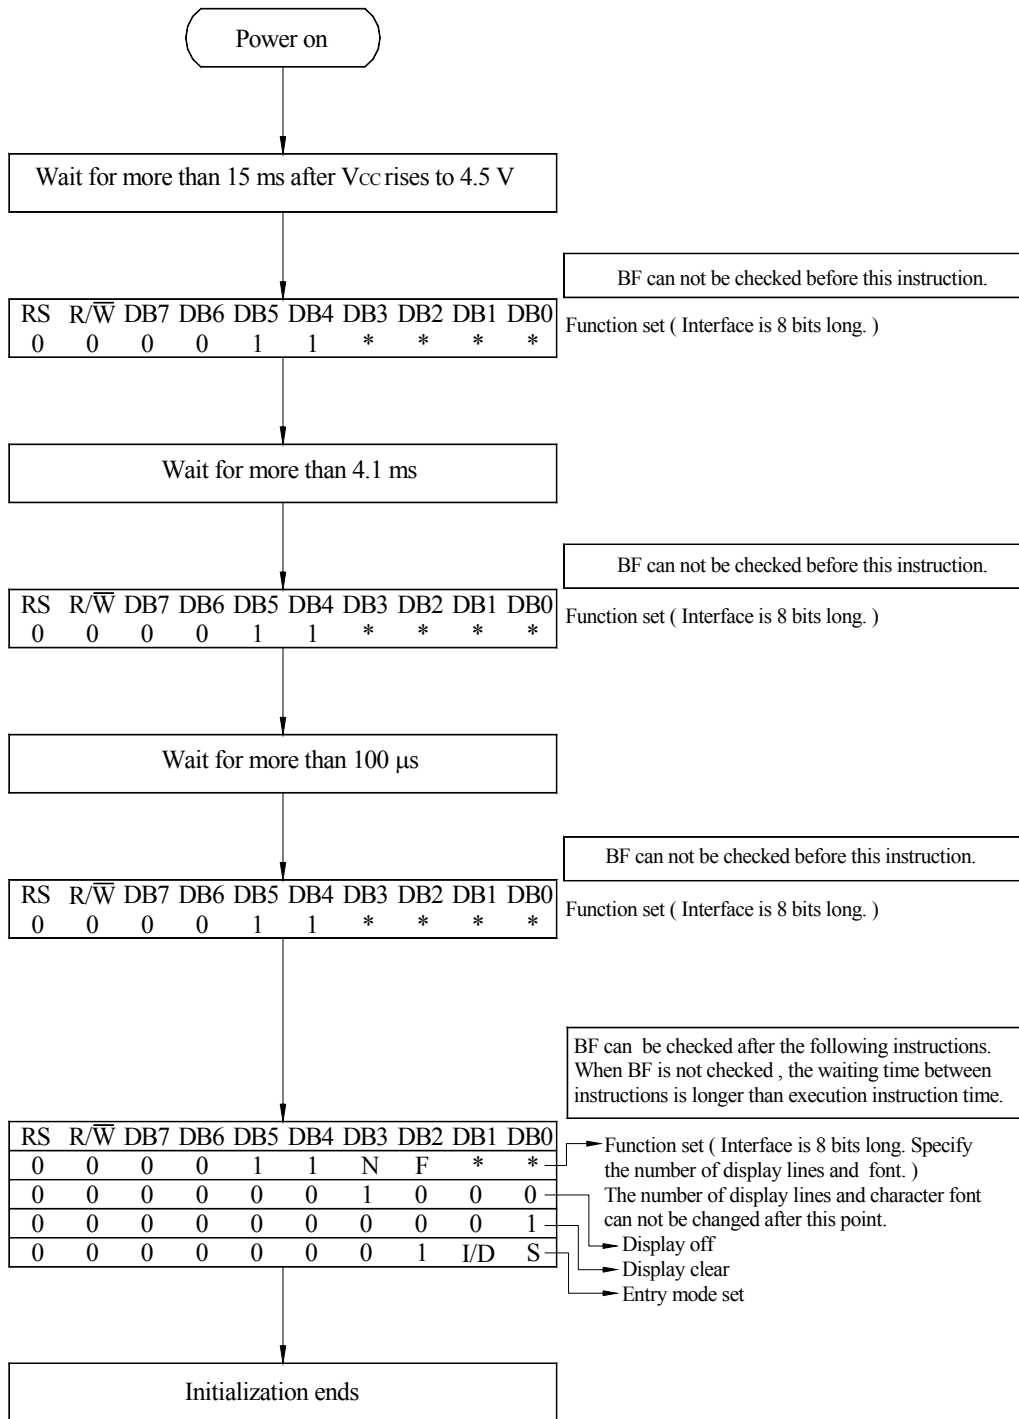 Power on
Wait for more than 15 ms after VCC rises to 4.5 V
BF can not be checked before this instruction.
RS R/W̅ DB7 DB6 DB5 DB4 DB3 DB2 DB1 DB0
0 0 0 0 1 1 * * * *
Function set ( Interface is 8 bits long. )
Wait for more than 4.1 ms
BF can not be checked before this instruction.
RS R/W̅ DB7 DB6 DB5 DB4 DB3 DB2 DB1 DB0
0 0 0 0 1 1 * * * *
Function set ( Interface is 8 bits long. )
Wait for more than 100 µs
BF can not be checked before this instruction.
RS R/W̅ DB7 DB6 DB5 DB4 DB3 DB2 DB1 DB0
0 0 0 0 1 1 * * * *
Function set ( Interface is 8 bits long. )
BF can be checked after the following instructions.
When BF is not checked , the waiting time between
instructions is longer than execution instruction time.
RS R/W̅ DB7 DB6 DB5 DB4 DB3 DB2 DB1 DB0
0 0 0 0 1 1 N F * *
0 0 0 0 0 0 1 0 0 0
0 0 0 0 0 0 0 0 0 1
0 0 0 0 0 0 0 1 I/D S
Function set ( Interface is 8 bits long. Specify
the number of display lines and font. )
The number of display lines and character font
can not be changed after this point.
Display off
Display clear
Entry mode set
Initialization ends